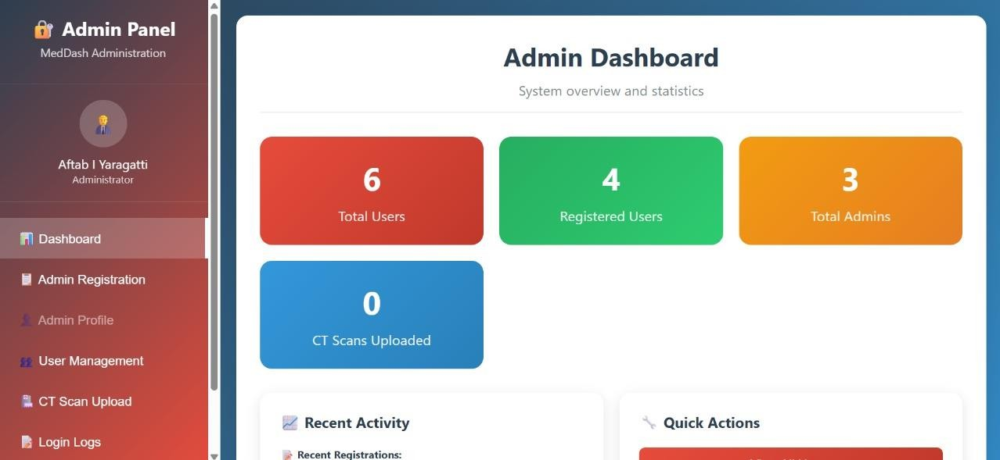 Admin Panel
MedDash Administration
Aftab I Yaragatti
Administrator
Dashboard
Admin Registration
Admin Profile
User Management
CT Scan Upload
Login Logs
Admin Dashboard
System overview and statistics
6
Total Users
4
Registered Users
3
Total Admins
0
CT Scans Uploaded
Recent Activity
Recent Registrations:
Quick Actions